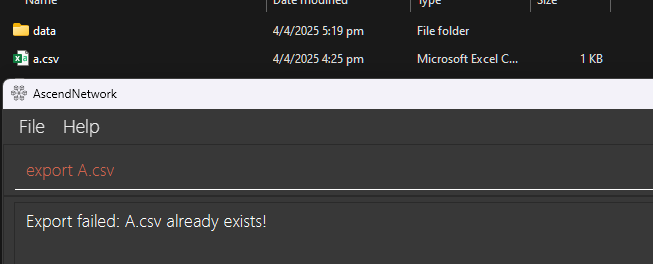 Name Date modified Type Size
data 4/4/2025 5:19 pm File folder
a.csv 4/4/2025 4:25 pm Microsoft Excel C... 1 KB
AscendNetwork
File Help
export A.csv
Export failed: A.csv already exists!